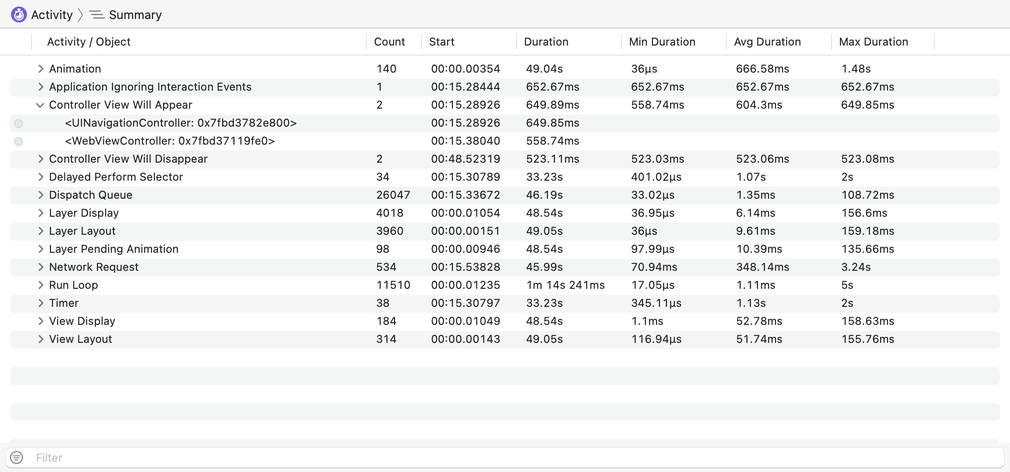 Activity Summary
Activity / Object Count Start Duration Min Duration Avg Duration Max Duration
Animation 140 00:00.00354 49.04s 36µs 666.58ms 1.48s
Application Ignoring Interaction Events 1 00:15.28444 652.67ms 652.67ms 652.67ms 652.67ms
Controller View Will Appear 2 00:15.28926 649.89ms 558.74ms 604.3ms 649.85ms
<UINavigationController: 0x7fbd3782e800> 00:15.28926 649.85ms
<WebViewController: 0x7fbd37119fe0> 00:15.38040 558.74ms
Controller View Will Disappear 2 00:48.52319 523.11ms 523.03ms 523.06ms 523.08ms
Delayed Perform Selector 34 00:15.30789 33.23s 401.02µs 1.07s 2s
Dispatch Queue 26047 00:15.33672 46.19s 33.02µs 1.35ms 108.72ms
Layer Display 4018 00:00.01054 48.54s 36.95µs 6.14ms 156.6ms
Layer Layout 3960 00:00.00151 49.05s 36µs 9.61ms 159.18ms
Layer Pending Animation 98 00:00.00946 48.54s 97.99µs 10.39ms 135.66ms
Network Request 534 00:15.53828 45.99s 70.94ms 348.14ms 3.24s
Run Loop 11510 00:00.01235 1m 14s 241ms 17.05µs 1.11ms 5s
Timer 38 00:15.30797 33.23s 345.11µs 1.13s 2s
View Display 184 00:00.01049 48.54s 1.1ms 52.78ms 158.63ms
View Layout 314 00:00.00143 49.05s 116.94µs 51.74ms 155.76ms
Filter